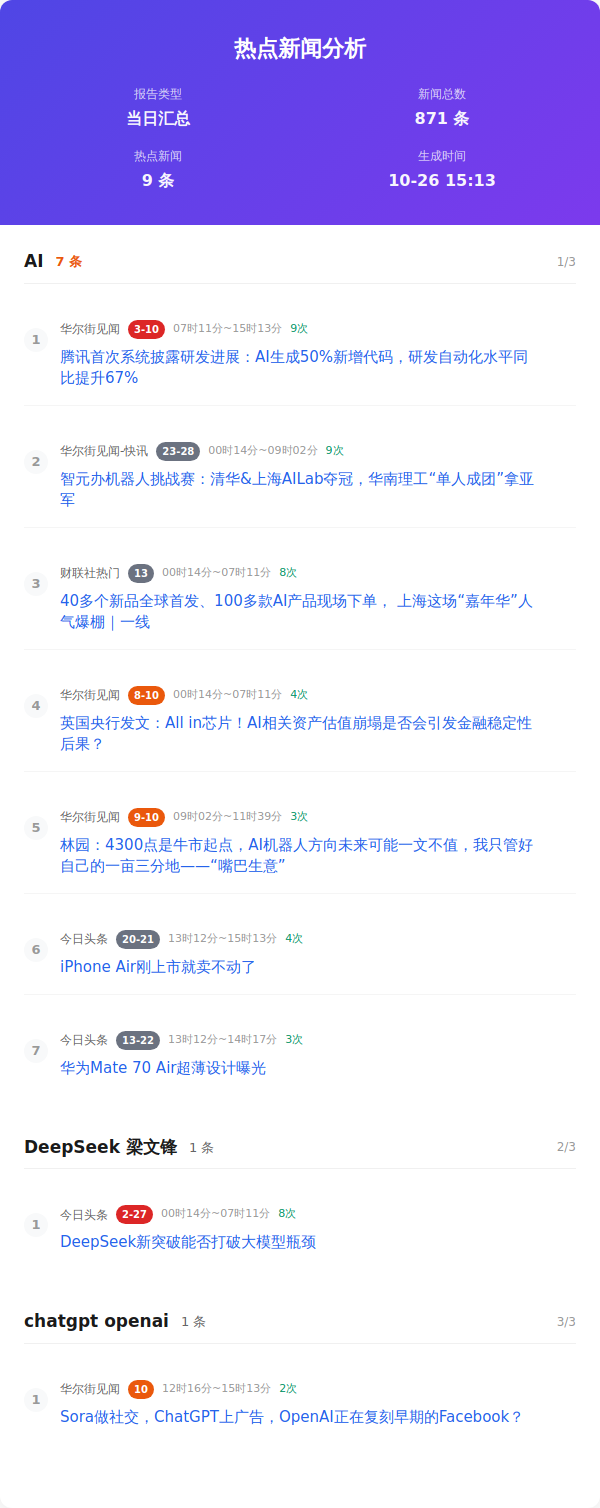 热点新闻分析
报告类型
当日汇总
新闻总数
871 条
热点新闻
9 条
生成时间
10-26 15:13
AI 7 条 1/3
1
华尔街见闻 3-10 07时11分~15时13分 9次
腾讯首次系统披露研发进展：AI生成50%新增代码，研发自动化水平同
比提升67%
2
华尔街见闻-快讯 23-28 00时14分~09时02分 9次
智元办机器人挑战赛：清华&上海AILab夺冠，华南理工“单人成团”拿亚
军
3
财联社热门 13 00时14分~07时11分 8次
40多个新品全球首发、100多款AI产品现场下单， 上海这场“嘉年华”人
气爆棚｜一线
4
华尔街见闻 8-10 00时14分~07时11分 4次
英国央行发文：All in芯片！AI相关资产估值崩塌是否会引发金融稳定性
后果？
5
华尔街见闻 9-10 09时02分~11时39分 3次
林园：4300点是牛市起点，AI机器人方向未来可能一文不值，我只管好
自己的一亩三分地——“嘴巴生意”
6
今日头条 20-21 13时12分~15时13分 4次
iPhone Air刚上市就卖不动了
7
今日头条 13-22 13时12分~14时17分 3次
华为Mate 70 Air超薄设计曝光
DeepSeek 梁文锋 1 条 2/3
1
今日头条 2-27 00时14分~07时11分 8次
DeepSeek新突破能否打破大模型瓶颈
chatgpt openai 1 条 3/3
1
华尔街见闻 10 12时16分~15时13分 2次
Sora做社交，ChatGPT上广告，OpenAI正在复刻早期的Facebook？